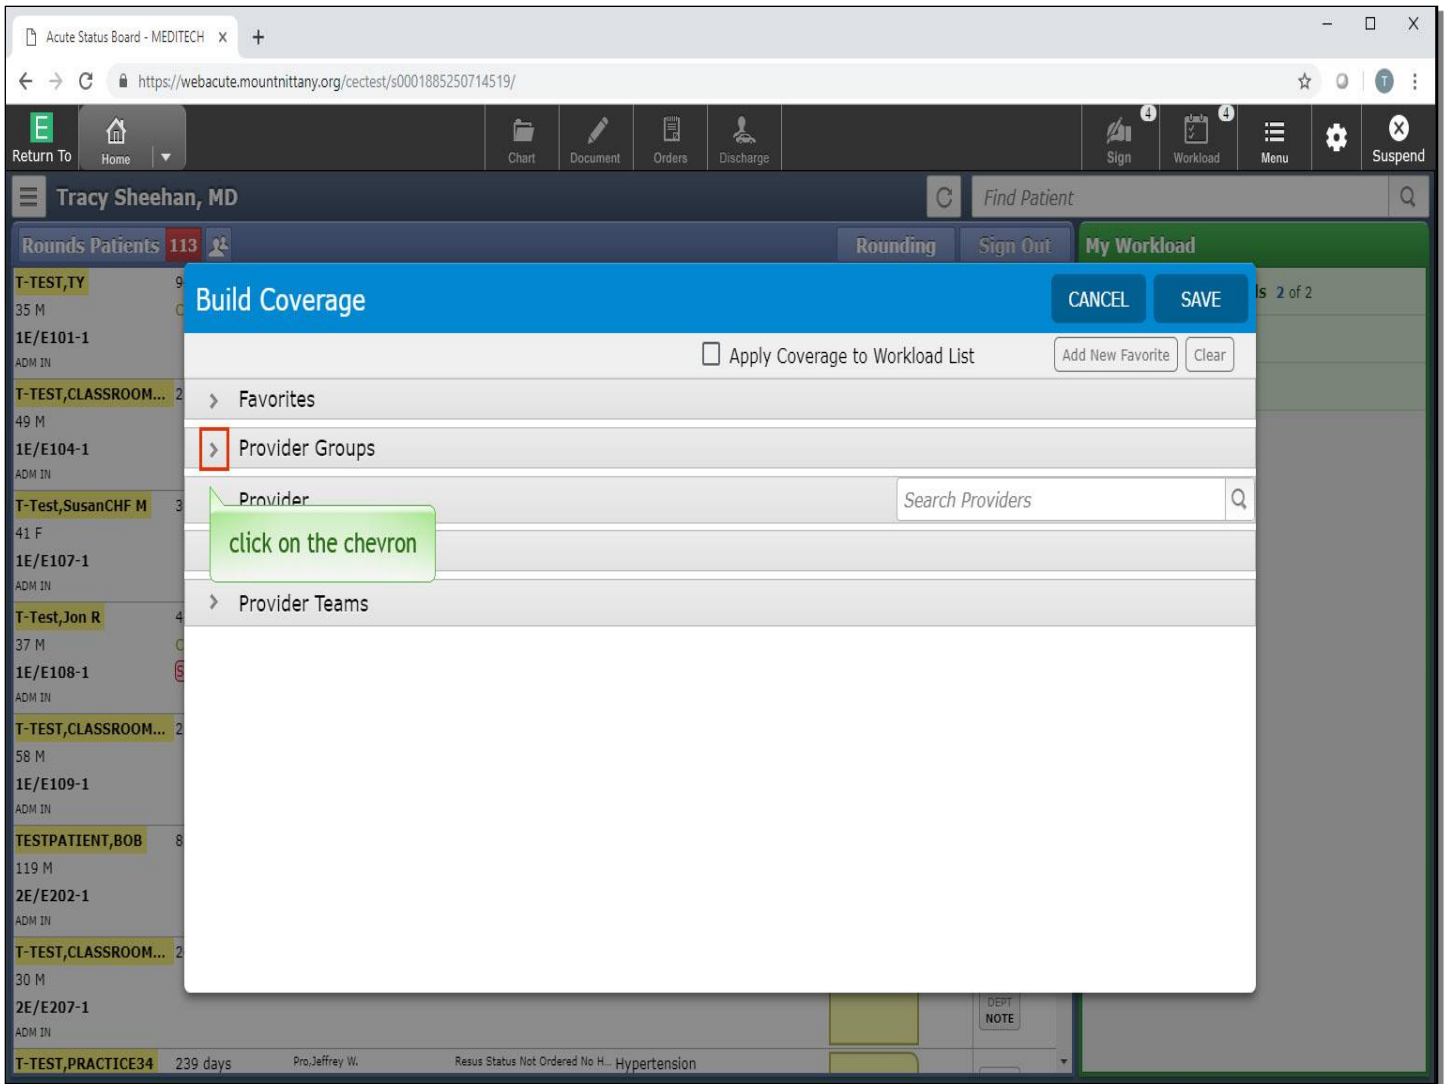 Acute Status Board - MEDITECH x +
https://webacute.mountnittany.org/cectest/s0001885250714519/
E
4 4
Return To Home Chart Document Orders Discharge Sign Workload Menu Suspend
Tracy Sheehan, MD Find Patient
Rounds Patients 113 Rounding Sign Out My Workload
T-TEST,TY 9
35 M
1E/E101-1
ADM IN
Build Coverage CANCEL SAVE
2 of 2
Apply Coverage to Workload List Add New Favorite Clear
T-TEST,CLASSROOM... 2
49 M
1E/E104-1
ADM IN
Favorites
Provider Groups
T-Test,SusanCHF M 3
41 F
1E/E107-1
ADM IN
Provider Search Providers
click on the chevron
Provider Teams
T-Test,Jon R 4
37 M
1E/E108-1
ADM IN
T-TEST,CLASSROOM... 2
58 M
1E/E109-1
ADM IN
TESTPATIENT,BOB 8
119 M
2E/E202-1
ADM IN
T-TEST,CLASSROOM... 2
30 M
2E/E207-1
ADM IN
DEPT
NOTE
T-TEST,PRACTICE34 239 days Pro,Jeffrey W. Resus Status Not Ordered No H... Hypertension